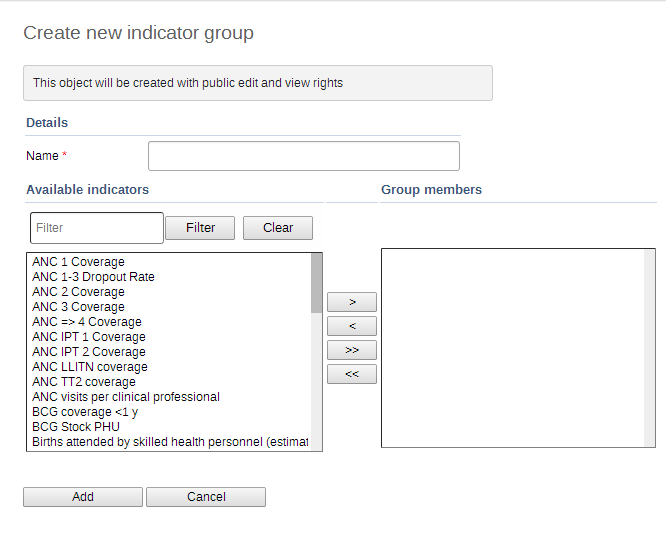 Create new indicator group
This object will be created with public edit and view rights
Details
Name *
Available indicators
Group members
Filter
Filter
Clear
ANC 1 Coverage
ANC 1-3 Dropout Rate
ANC 2 Coverage
ANC 3 Coverage
ANC => 4 Coverage
ANC IPT 1 Coverage
ANC IPT 2 Coverage
ANC LLITN coverage
ANC TT2 coverage
ANC visits per clinical professional
BCG coverage <1 y
BCG Stock PHU
Births attended by skilled health personnel (estimat
>
<
>>
<<
Add
Cancel